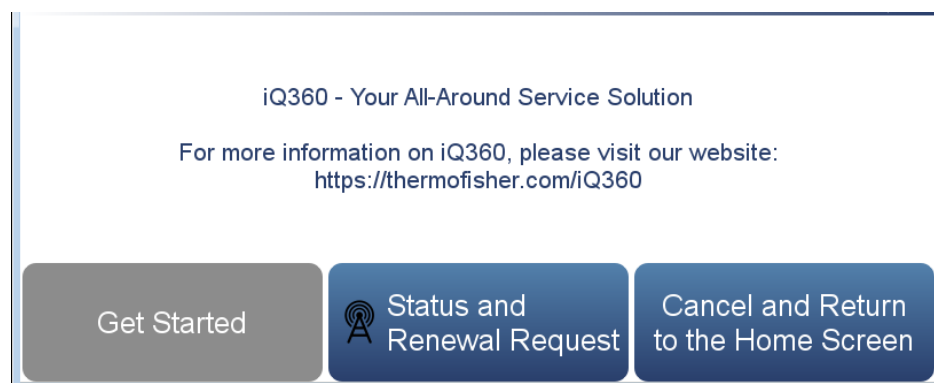 iQ360 - Your All-Around Service Solution
For more information on iQ360, please visit our website:
https://thermofisher.com/iQ360
Get Started
Status and
Renewal Request
Cancel and Return
to the Home Screen